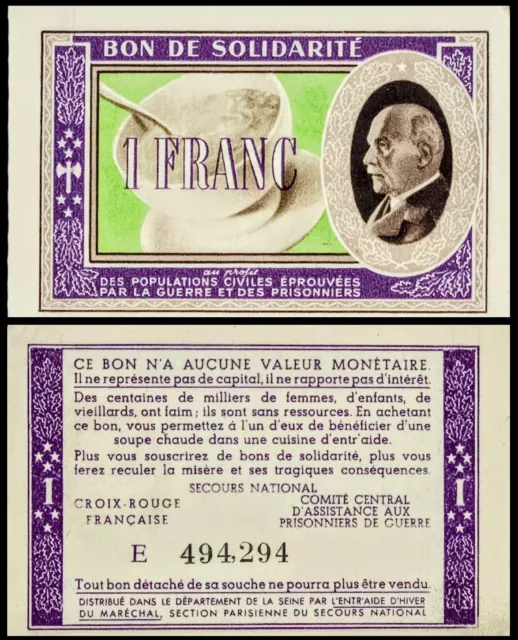 BON DE SOLIDARITÉ
1 FRANC
au profit
DES POPULATIONS CIVILES ÉPROUVÉES
PAR LA GUERRE ET DES PRISONNIERS
CE BON N'A AUCUNE VALEUR MONÉTAIRE.
Il ne représente pas de capital, il ne rapporte pas d'intérêt.
Des centaines de milliers de femmes, d'enfants, de
vieillards, ont faim ; ils sont sans ressources. En achetant
ce bon, vous permettez à l'un d'eux de bénéficier d'une
soupe chaude dans une cuisine d'entr'aide.
Plus vous souscrirez de bons de solidarité, plus vous
ferez reculer la misère et ses tragiques conséquences.
SECOURS NATIONAL
CROIX-ROUGE
FRANÇAISE
COMITÉ CENTRAL
D'ASSISTANCE AUX
PRISONNIERS DE GUERRE
1
1
E 494,294
Tout bon détaché de sa souche ne pourra plus être vendu.
DISTRIBUÉ DANS LE DÉPARTEMENT DE LA SEINE PAR L'ENTR'AIDE D'HIVER
DU MARÉCHAL, SECTION PARISIENNE DU SECOURS NATIONAL